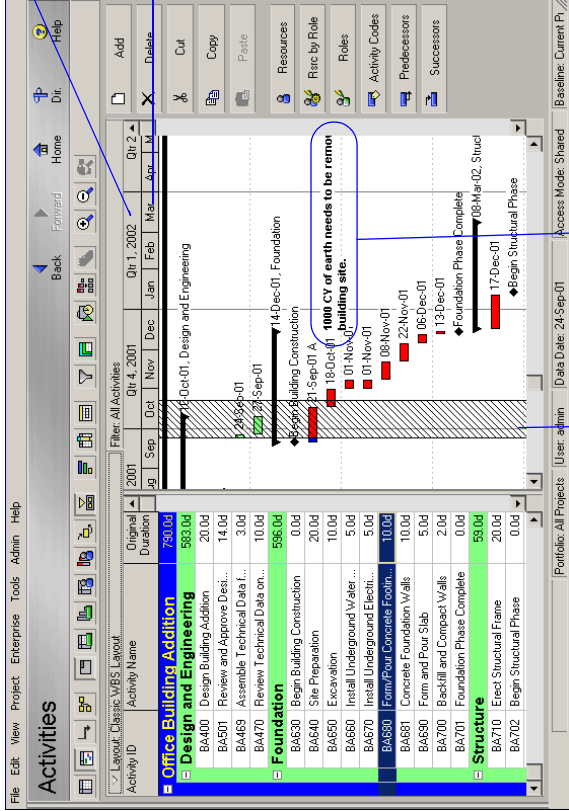 File Edit View Project Enterprise Tools Admin Help
Activities
Back Forward Home Dir. Help
Layout: Classic WBS Layout
Filter: All Activities
Activity ID Activity Name Original Duration
2001 Qtr 4, 2001 Qtr 1, 2002 Qtr 2
ug Sep Oct Nov Dec Jan Feb Mar Apr M
Office Building Addition 790.0d
Design and Engineering 583.0d
BA400 Design Building Addition 20.0d
BA501 Review and Approve Desi... 14.0d
BA469 Assemble Technical Data f... 3.0d
BA470 Review Technical Data on... 10.0d
Foundation 596.0d
BA630 Begin Building Construction 0.0d
BA640 Site Preparation 20.0d
BA650 Excavation 10.0d
BA660 Install Underground Water ... 5.0d
BA670 Install Underground Electri... 5.0d
BA680 Form/Pour Concrete Footin... 10.0d
BA681 Concrete Foundation Walls 10.0d
BA690 Form and Pour Slab 5.0d
BA700 Backfill and Compact Walls 2.0d
BA701 Foundation Phase Complete 0.0d
Structure 59.0d
BA710 Erect Structural Frame 20.0d
BA702 Begin Structural Phase 0.0d
-Oct-01, Design and Engineering
24-Sep-01
27-Sep-01
14-Dec-01, Foundation
Begin Building Construction
21-Sep-01 A
18-Oct-01
01-Nov-01
01-Nov-01
08-Nov-01
22-Nov-01
06-Dec-01
13-Dec-01
Foundation Phase Complete
08-Mar-02, Struct
17-Dec-01
Begin Structural Phase
1000 CY of earth needs to be remov
building site.
Add
Delete
Cut
Copy
Paste
Resources
Rsrc by Role
Roles
Activity Codes
Predecessors
Successors
Portfolio: All Projects User: admin Data Date: 24-Sep-01 Access Mode: Shared Baseline: Current Pr